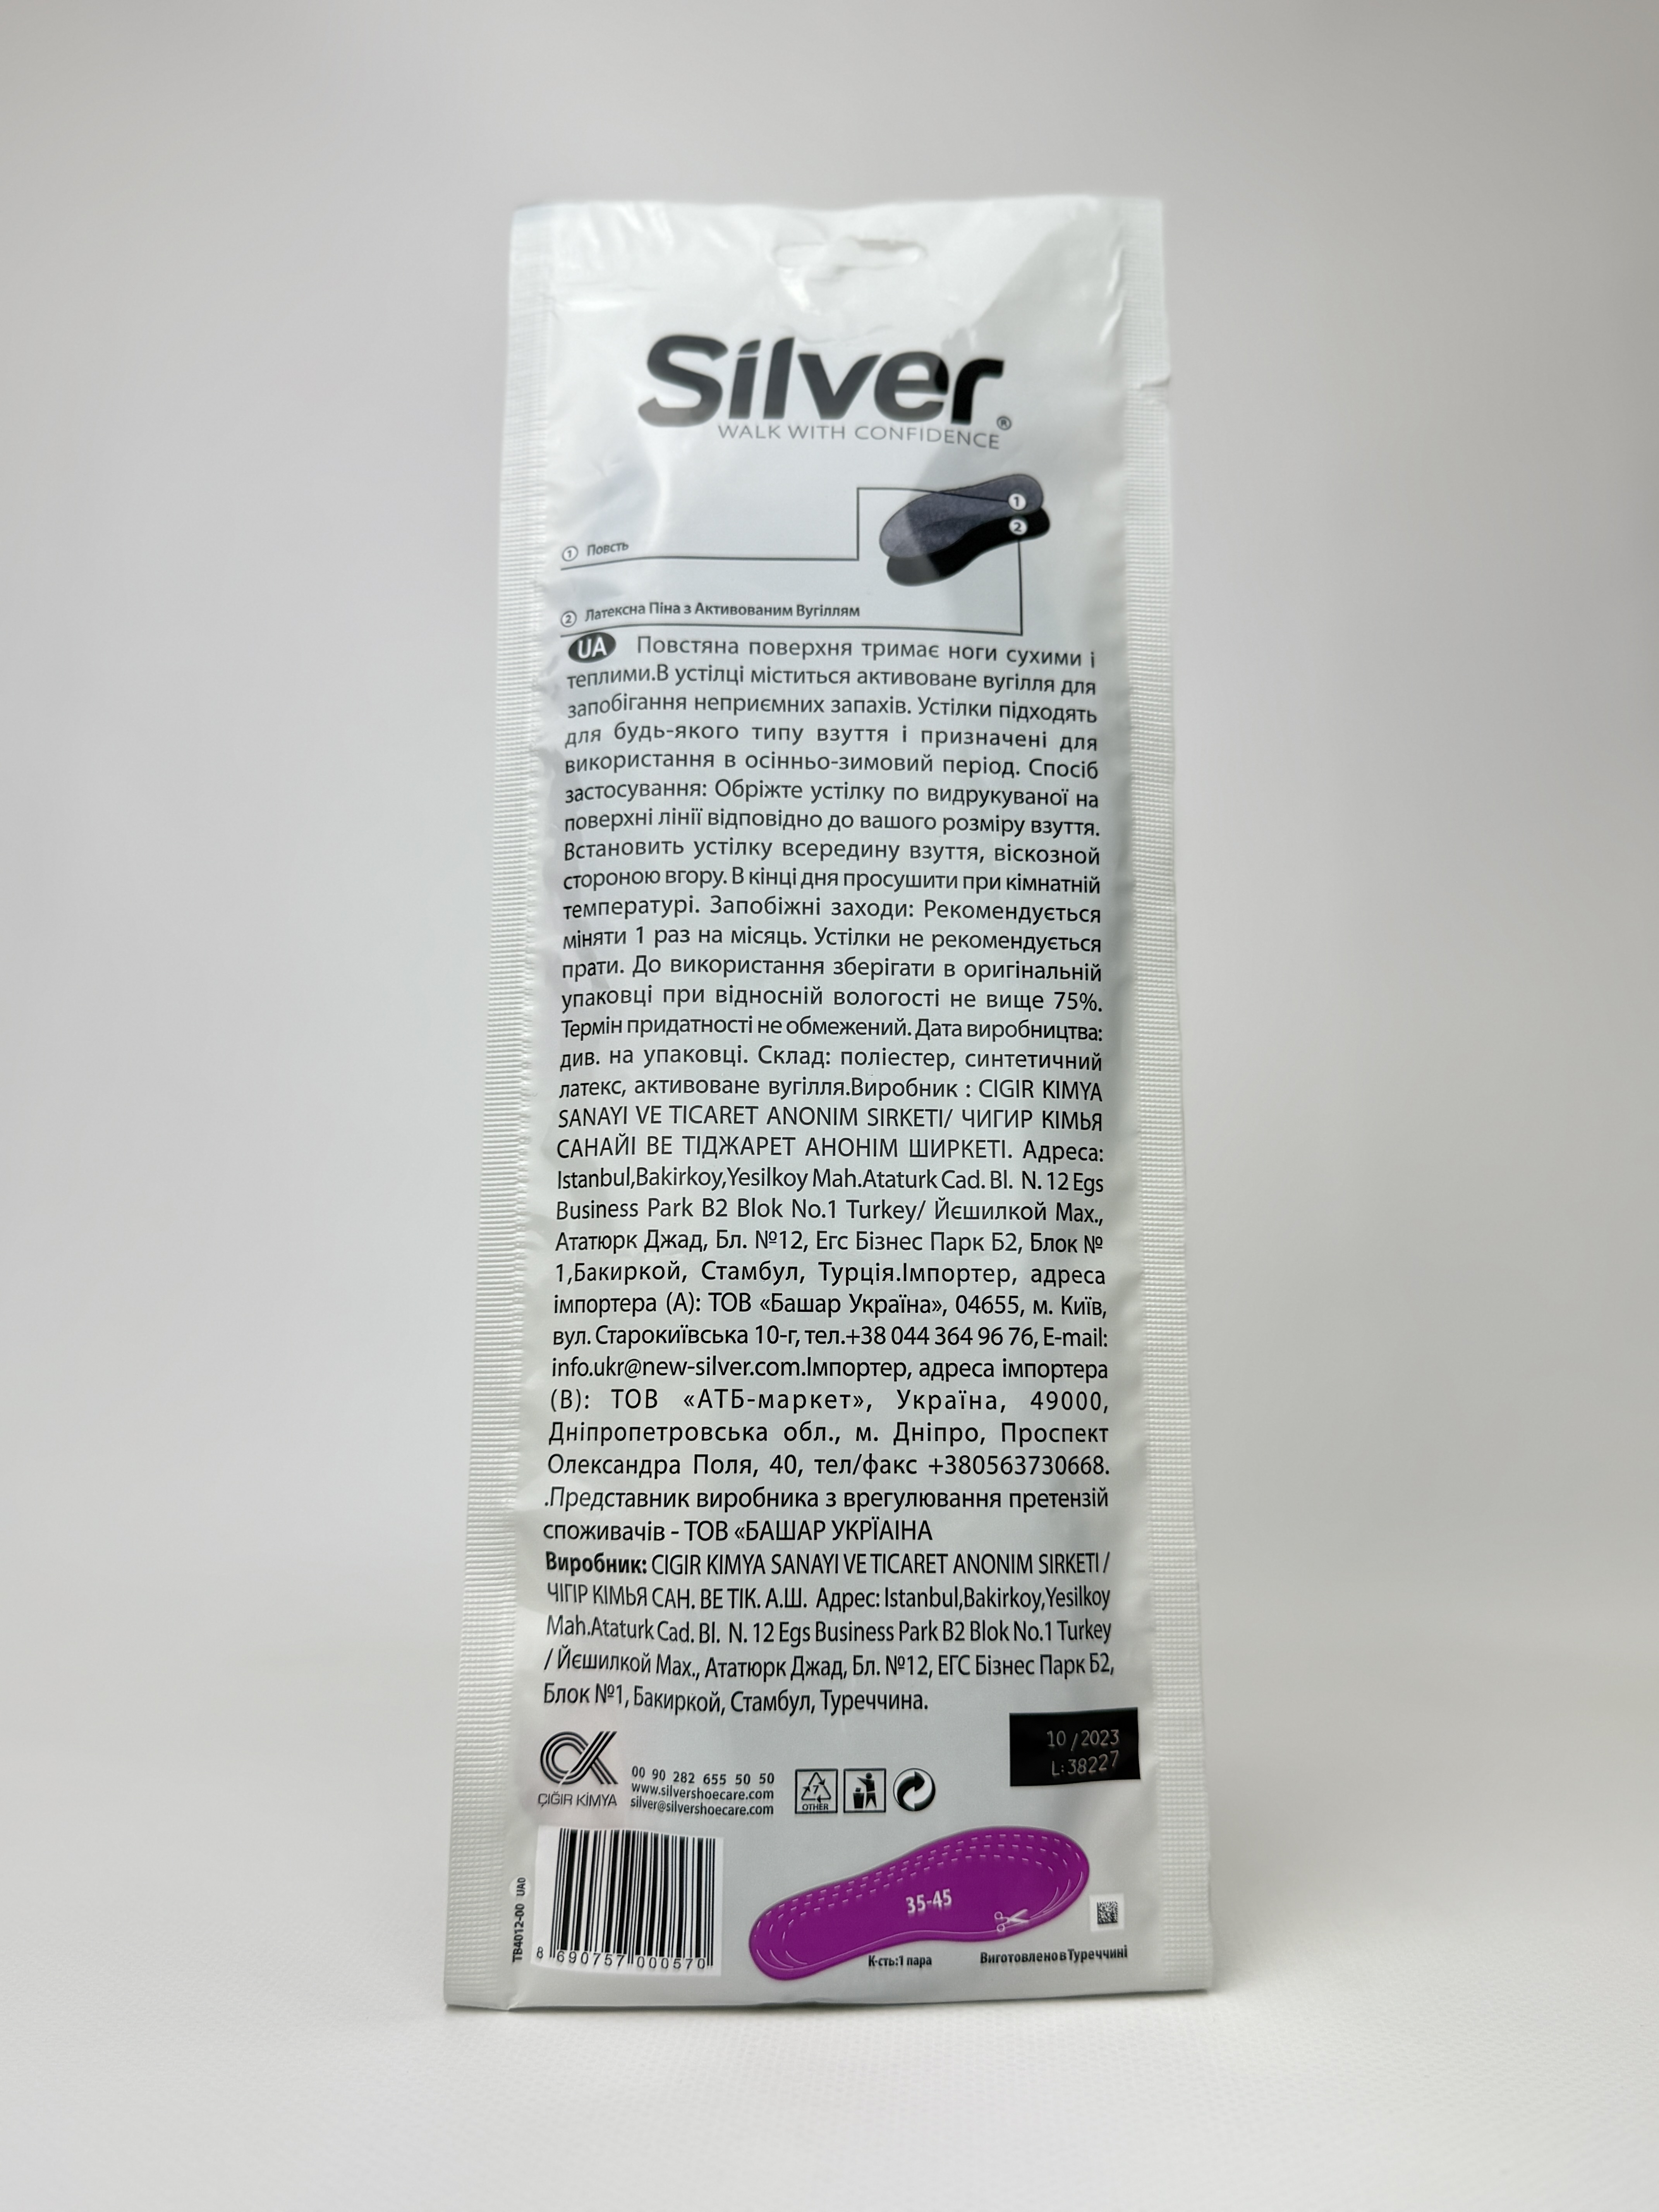 Silver®
WALK WITH CONFIDENCE
1
2
1 Повсть
2 Латексна Піна з Активованим Вугіллям
UA Повстяна поверхня тримає ноги сухими і
теплими.В устілці міститься активоване вугілля для
запобігання неприємних запахів. Устілки підходять
для будь-якого типу взуття і призначені для
використання в осінньо-зимовий період. Спосіб
застосування: Обріжте устілку по видрукуваної на
поверхні лінії відповідно до вашого розміру взуття.
Встановить устілку всередину взуття, віскозной
стороною вгору. В кінці дня просушити при кімнатній
температурі. Запобіжні заходи: Рекомендується
міняти 1 раз на місяць. Устілки не рекомендується
прати. До використання зберігати в оригінальній
упаковці при відносній вологості не вище 75%.
Термін придатності не обмежений. Дата виробництва:
див. на упаковці. Склад: поліестер, синтетичний
латекс, активоване вугілля.Виробник : CIGIR KIMYA
SANAYI VE TICARET ANONIM SIRKETI/ ЧИГИР КІМЬЯ
САНАЙІ ВЕ ТІДЖАРЕТ АНОНІМ ШИРКЕТІ. Адреса:
Istanbul,Bakirkoy,Yesilkoy Mah.Ataturk Cad. Bl. N. 12 Egs
Business Park B2 Blok No.1 Turkey/ Йєшилкой Мах.,
Ататюрк Джад, Бл. №12, Егс Бізнес Парк Б2, Блок №
1,Бакиркой, Стамбул, Турція.Імпортер, адреса
імпортера (А): ТОВ «Башар Україна», 04655, м. Київ,
вул. Старокиївська 10-г, тел.+38 044 364 96 76, E-mail:
info.ukr@new-silver.com.Імпортер, адреса імпортера
(В): ТОВ «АТБ-маркет», Україна, 49000,
Дніпропетровська обл., м. Дніпро, Проспект
Олександра Поля, 40, тел/факс +380563730668.
.Представник виробника з врегулювання претензій
споживачів - ТОВ «БАШАР УКРЇАІНА
Виробник: CIGIR KIMYA SANAYI VE TICARET ANONIM SIRKETI /
ЧІГІР КІМЬЯ САН. ВЕ ТІК. А.Ш. Адрес: Istanbul,Bakirkoy,Yesilkoy
Mah.Ataturk Cad. Bl. N. 12 Egs Business Park B2 Blok No.1 Turkey
/ Йєшилкой Мах., Ататюрк Джад, Бл. №12, ЕГС Бізнес Парк Б2,
Блок №1, Бакиркой, Стамбул, Туреччина.
10 / 2023
L:38227
ÇIĞIR KİMYA
00 90 282 655 50 50
www.silvershoecare.com
silver@silvershoecare.com
7
OTHER
TB4012-00 UA0
8 690757 000570
35-45
К-сть:1 пара
Виготовлено в Туреччині